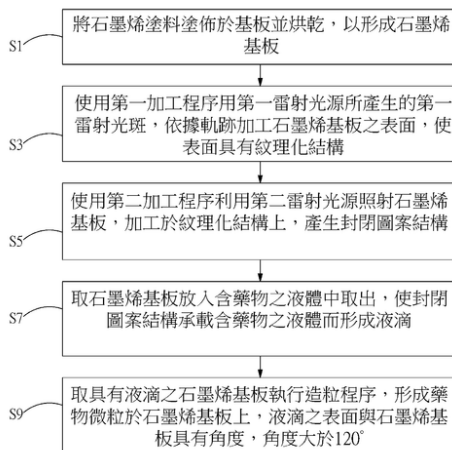 S1
將石墨烯塗料塗佈於基板並烘乾，以形成石墨烯
基板
S3
使用第一加工程序用第一雷射光源所產生的第一
雷射光斑，依據軌跡加工石墨烯基板之表面，使
表面具有紋理化結構
S5
使用第二加工程序利用第二雷射光源照射石墨烯
基板，加工於紋理化結構上，產生封閉圖案結構
S7
取石墨烯基板放入含藥物之液體中取出，使封閉
圖案結構承載含藥物之液體而形成液滴
S9
取具有液滴之石墨烯基板執行造粒程序，形成藥
物微粒於石墨烯基板上，液滴之表面與石墨烯基
板具有角度，角度大於120°